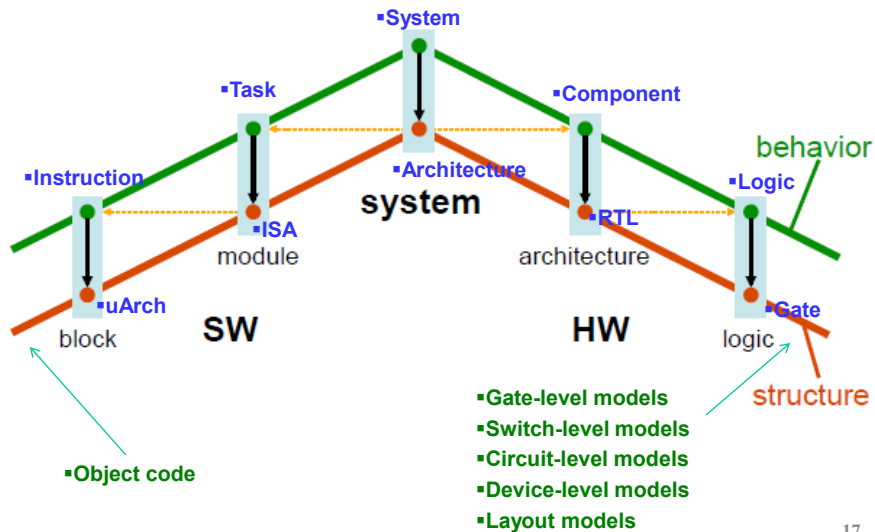 ▪System
▪Task
▪Component
behavior
▪Instruction
▪Architecture
▪Logic
system
▪ISA
▪RTL
module
architecture
▪uArch
▪Gate
block
SW
HW
logic
structure
▪Gate-level models
▪Switch-level models
▪Circuit-level models
▪Object code
▪Device-level models
▪Layout models
17